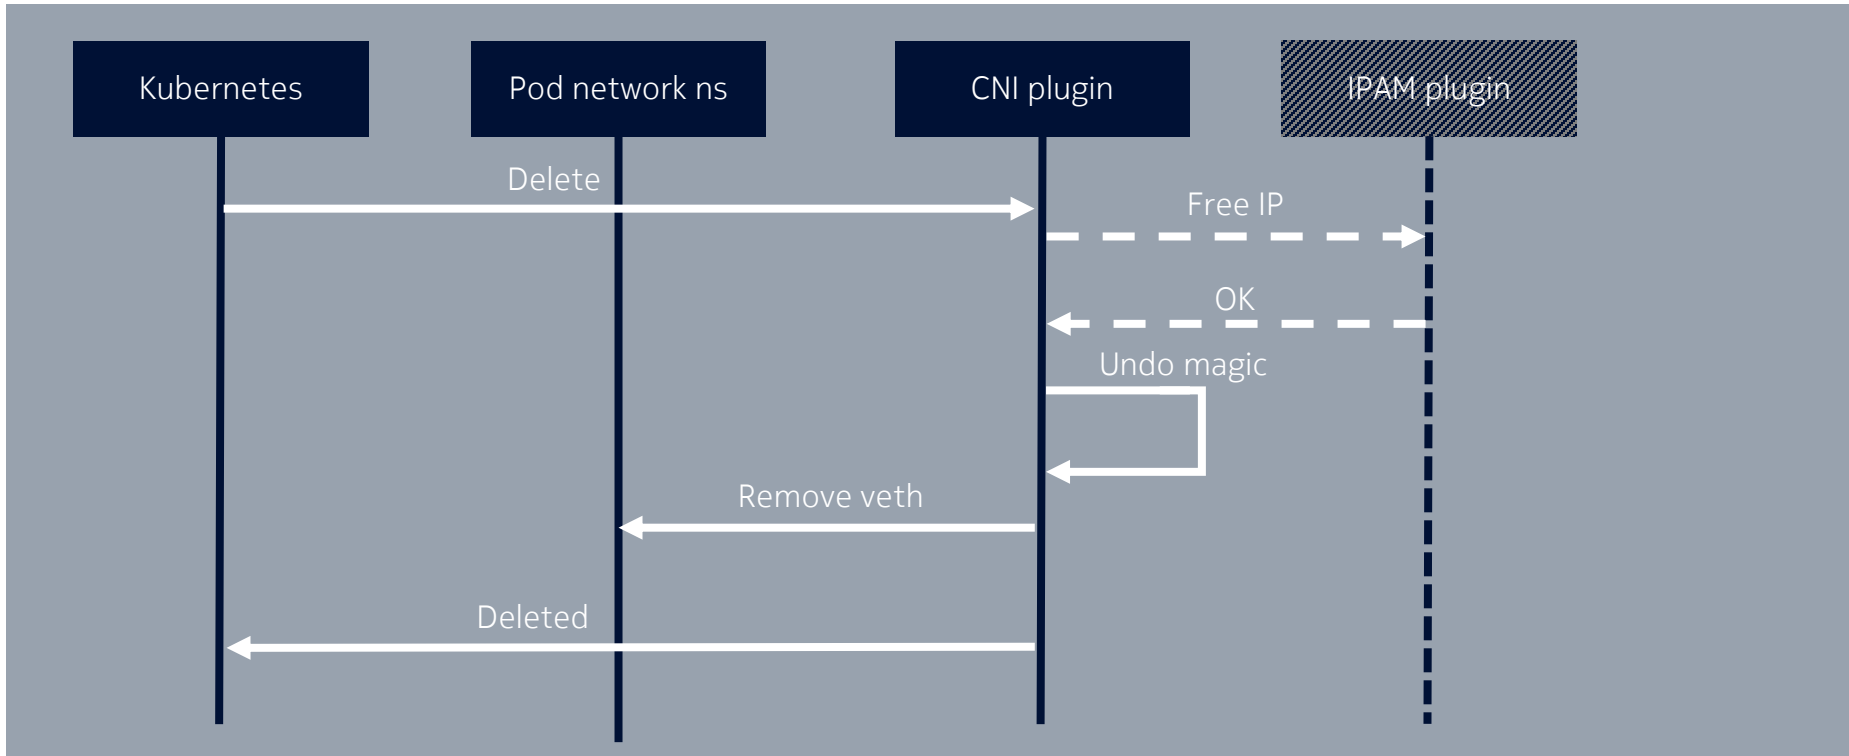 Kubernetes
Pod network ns
CNI plugin
IPAM plugin
Delete
Free IP
OK
Undo magic
Remove veth
Deleted